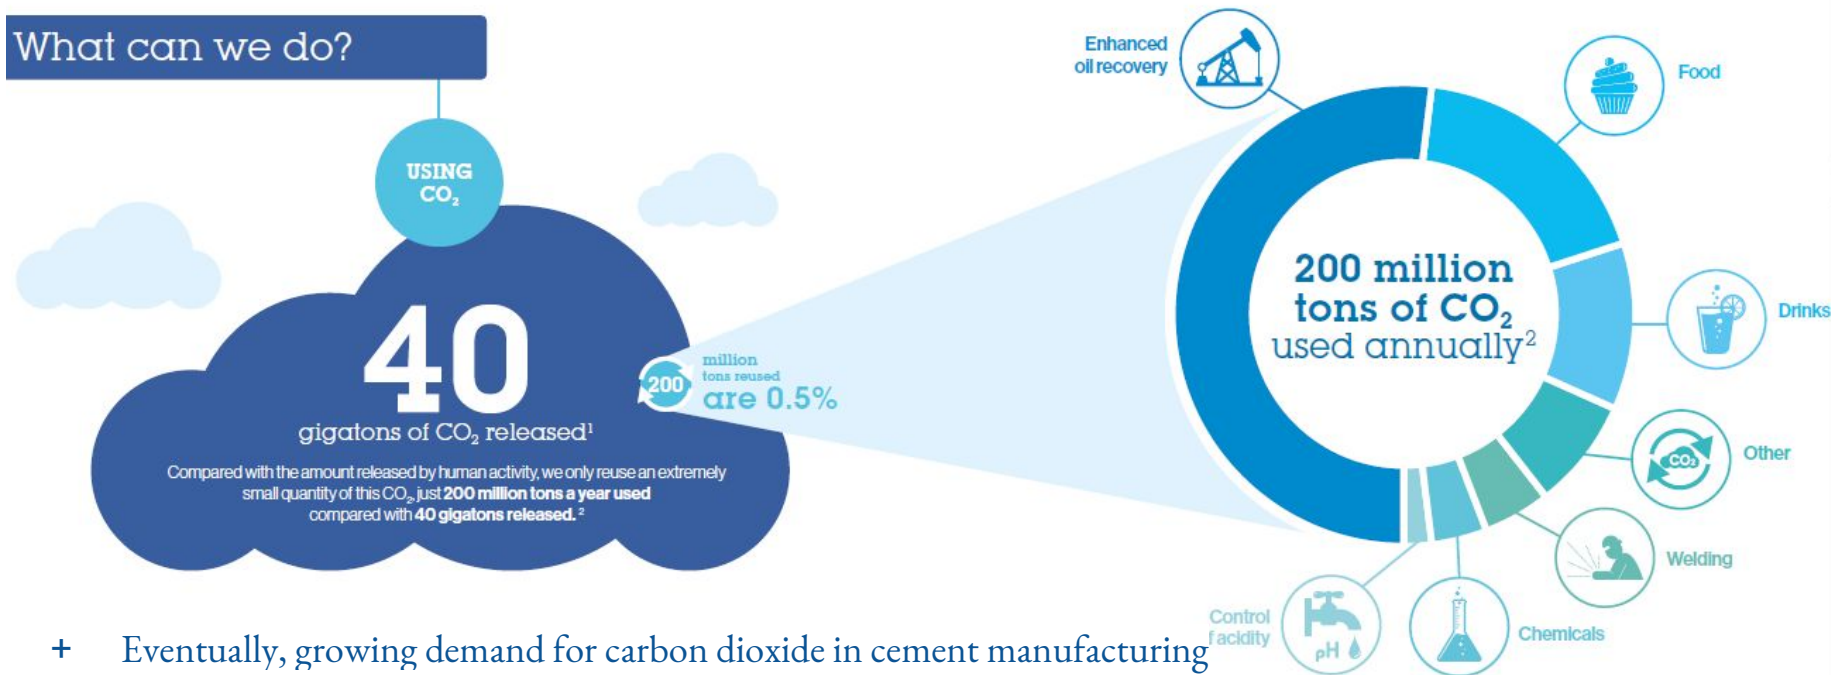 What can we do?
USING
CO₂
40
gigatons of CO₂ released¹
Compared with the amount released by human activity, we only reuse an extremely
small quantity of this CO₂, just 200 million tons a year used
compared with 40 gigatons released. ²
200
million
tons reused
are 0.5%
Enhanced
oil recovery
Food
200 million
tons of CO₂
used annually²
Drinks
CO₂
Other
Welding
Chemicals
pH
Control
f acidity
+ Eventually, growing demand for carbon dioxide in cement manufacturing